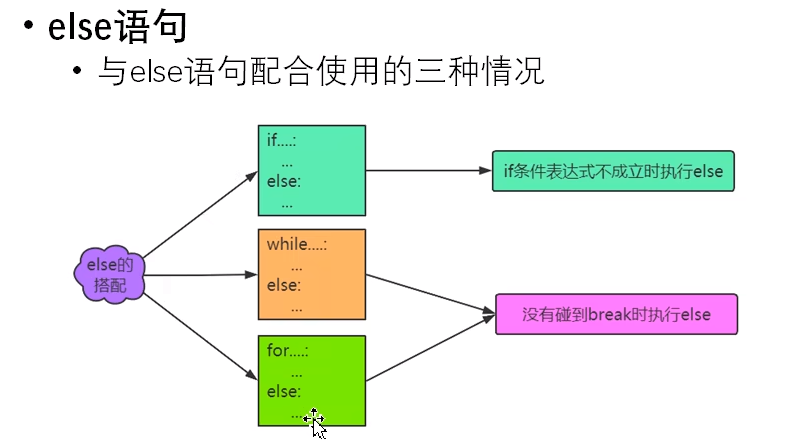 • else语句
• 与else语句配合使用的三种情况
else的
搭配
if....:
...
else:
...
while....:
...
else:
...
for....:
...
else:
...
if条件表达式不成立时执行else
没有碰到break时执行else